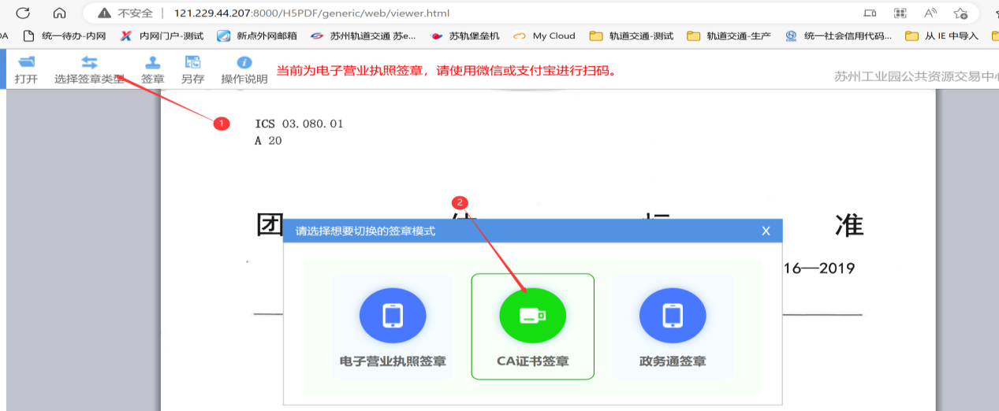 不安全 | 121.229.44.207:8000/H5PDF/generic/web/viewer.html
OA 统一待办-内网 内网门户-测试 新点外网邮箱 苏州轨道交通 苏e... 苏轨堡垒机 My Cloud 轨道交通-测试 轨道交通-生产 统一社会信用代码... 从 IE 中导入
打开 选择签章类型 签章 另存 操作说明 当前为电子营业执照签章，请使用微信或支付宝进行扫码。
苏州工业园公共资源交易中心
1
ICS 03.080.01
A 20
2
团 体 标 准
请选择想要切换的签章模式 X
16—2019
电子营业执照签章 CA证书签章 政务通签章